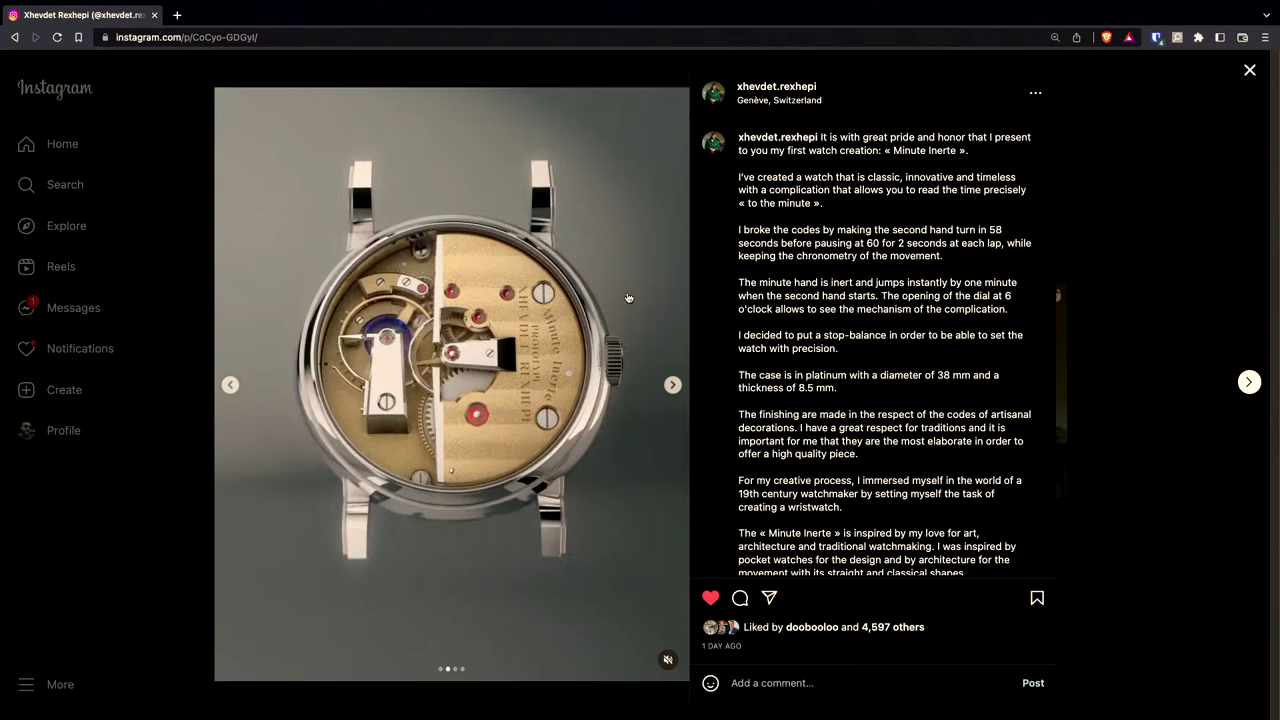 Xhevdet Rexhepi (@xhevdet.re
instagram.com/p/CoCyo-GDGyI/
4
Instagram
Home
Search
Explore
Reels
1
Messages
Notifications
Create
Profile
More
Minute Inerte
PROTOTYPE
XHEVDET REXHEPI
xhevdet.rexhepi
Genève, Switzerland
xhevdet.rexhepi It is with great pride and honor that I present
to you my first watch creation: « Minute Inerte ».
I've created a watch that is classic, innovative and timeless
with a complication that allows you to read the time precisely
« to the minute ».
I broke the codes by making the second hand turn in 58
seconds before pausing at 60 for 2 seconds at each lap, while
keeping the chronometry of the movement.
The minute hand is inert and jumps instantly by one minute
when the second hand starts. The opening of the dial at 6
o'clock allows to see the mechanism of the complication.
I decided to put a stop-balance in order to be able to set the
watch with precision.
The case is in platinum with a diameter of 38 mm and a
thickness of 8.5 mm.
The finishing are made in the respect of the codes of artisanal
decorations. I have a great respect for traditions and it is
important for me that they are the most elaborate in order to
offer a high quality piece.
For my creative process, I immersed myself in the world of a
19th century watchmaker by setting myself the task of
creating a wristwatch.
The « Minute Inerte » is inspired by my love for art,
architecture and traditional watchmaking. I was inspired by
pocket watches for the design and by architecture for the
movement with its straight and classical shapes.
Liked by doobooloo and 4,597 others
1 DAY AGO
Add a comment...
Post